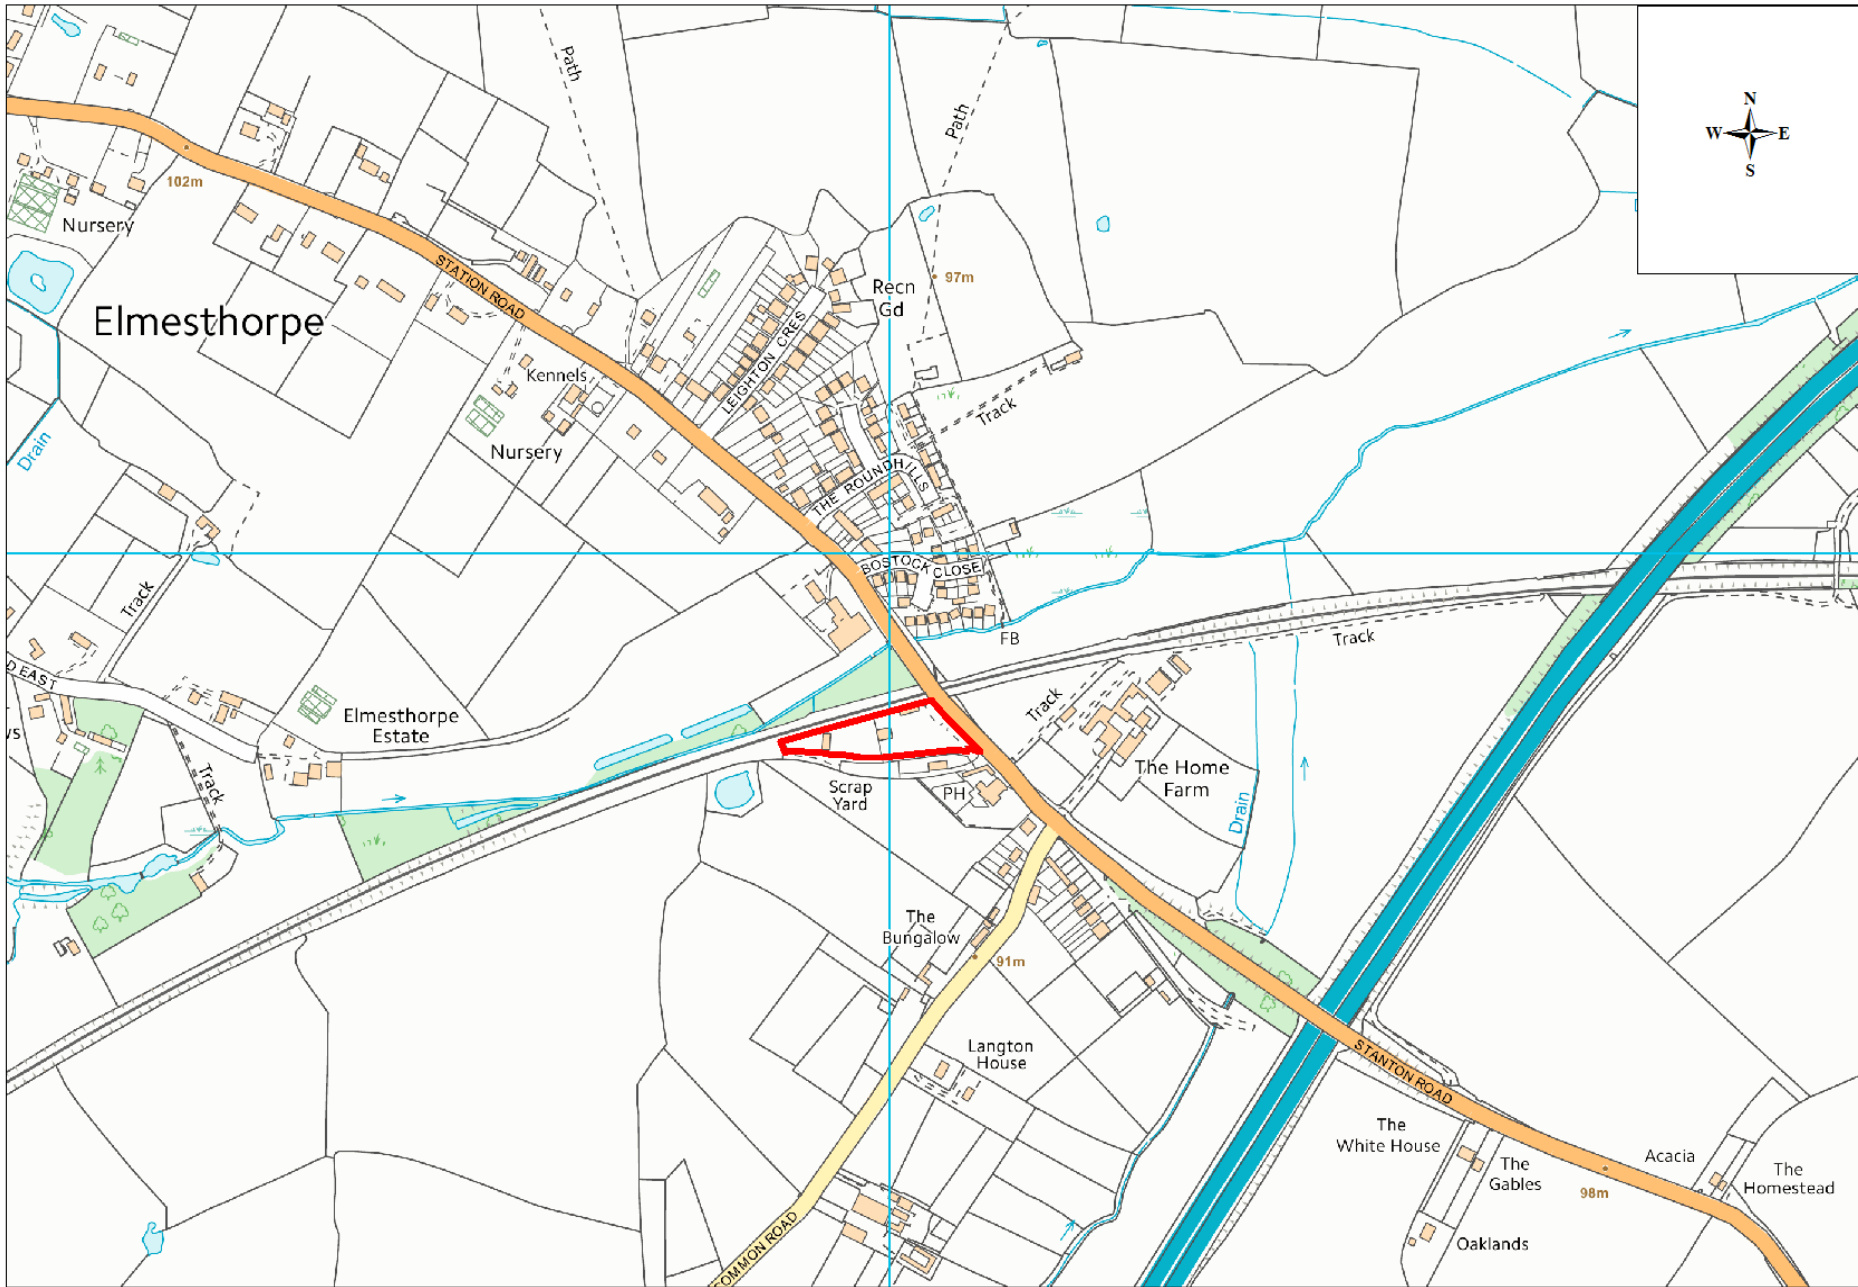 Path
N
W E
S
Path
102m
Nursery
STATION ROAD
97m
Recn
Gd
Elmesthorpe
LEIGHTON CRES
Kennels
Track
Nursery
Drain
THE ROUNDHILLS
BOSTOCK CLOSE
Track
FB
Track
D EAST
Elmesthorpe
Estate
Track
Track
The Home
Farm
Scrap
Yard
PH
Drain
The
Bungalow
91m
Langton
House
STANTON ROAD
The
White House
The
Gables
Acacia
The
Homestead
98m
COMMON ROAD
Oaklands